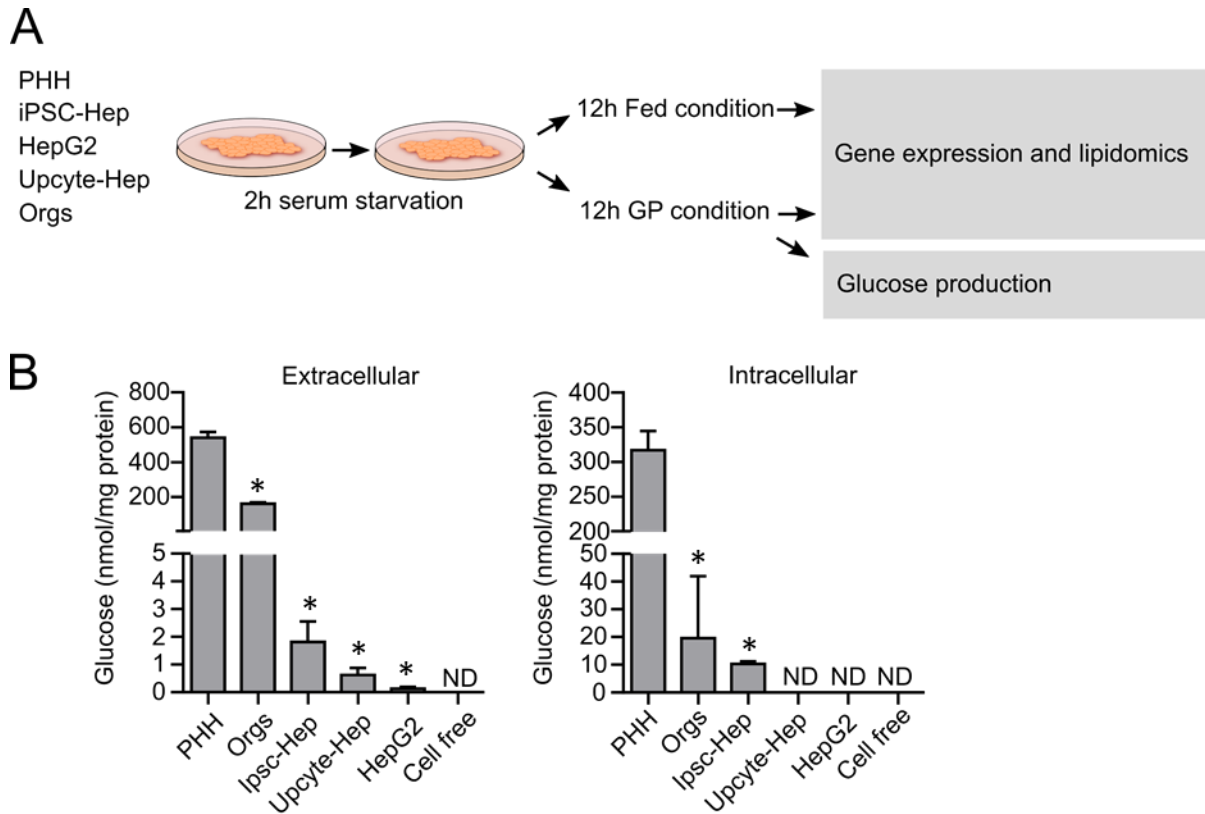 A
PHH
iPSC-Hep
HepG2
Upcyte-Hep
Orgs
2h serum starvation
12h Fed condition
12h GP condition
Gene expression and lipidomics
Glucose production
B
Extracellular
Glucose (nmol/mg protein)
800
600
400
200
5
4
3
2
1
0
*
*
*
*
ND
PHH
Orgs
Ipsc-Hep
Upcyte-Hep
HepG2
Cell free
Intracellular
Glucose (nmol/mg protein)
400
350
300
250
200
50
40
30
20
10
0
*
*
ND ND ND
PHH
Orgs
Ipsc-Hep
Upcyte-Hep
HepG2
Cell free